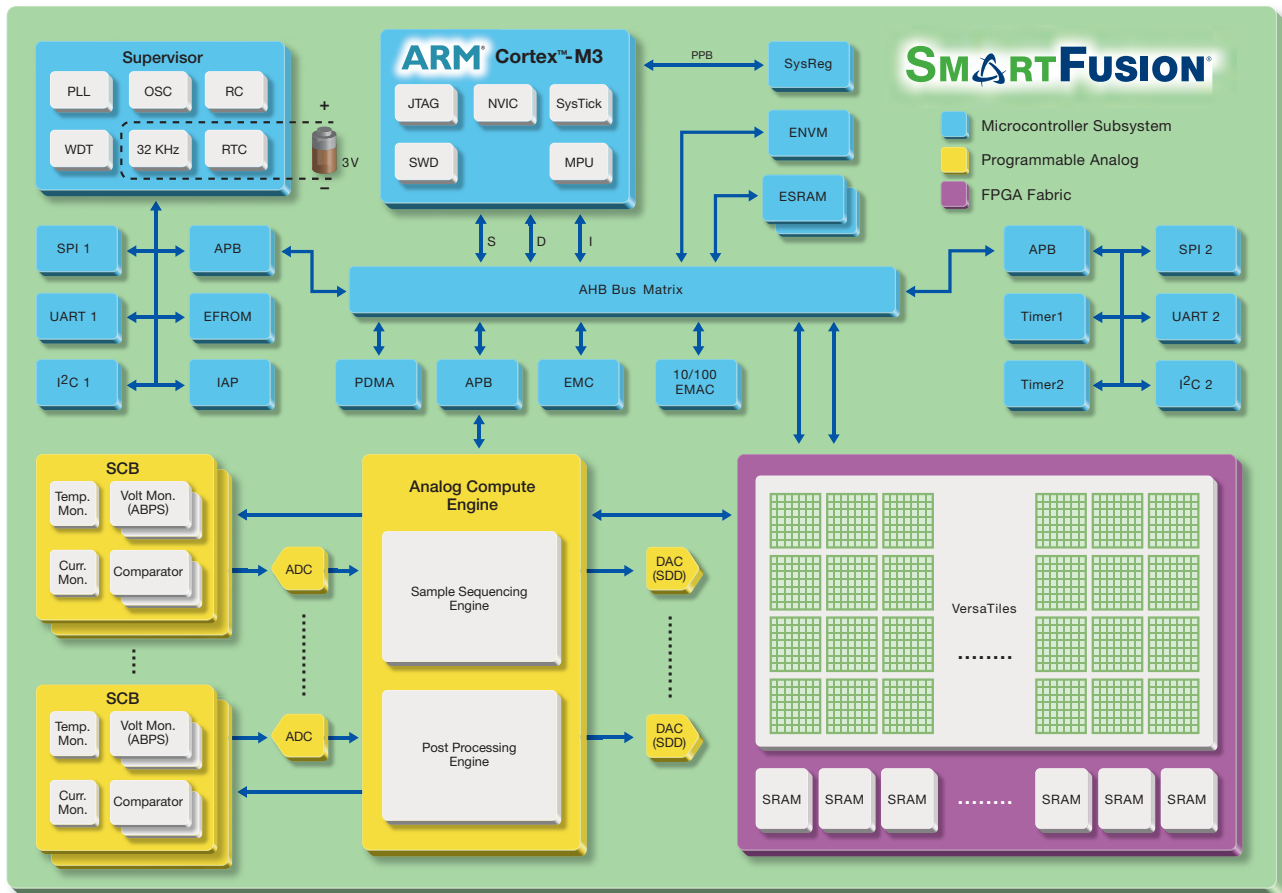 Supervisor
PLL
OSC
RC
WDT
32 KHz
RTC
+
3V
−
ARM® Cortex™-M3
JTAG
NVIC
SysTick
SWD
MPU
PPB
SysReg
ENVM
ESRAM
SMARTFUSION®
Microcontroller Subsystem
Programmable Analog
FPGA Fabric
S
D
I
SPI 1
APB
UART 1
EFROM
I²C 1
IAP
AHB Bus Matrix
APB
SPI 2
Timer1
UART 2
Timer2
I²C 2
PDMA
APB
EMC
10/100
EMAC
SCB
Temp.
Mon.
Volt Mon.
(ABPS)
Curr.
Mon.
Comparator
ADC
SCB
Temp.
Mon.
Volt Mon.
(ABPS)
Curr.
Mon.
Comparator
ADC
Analog Compute
Engine
Sample Sequencing
Engine
Post Processing
Engine
DAC
(SDD)
DAC
(SDD)
VersaTiles
........
SRAM
SRAM
SRAM
........
SRAM
SRAM
SRAM